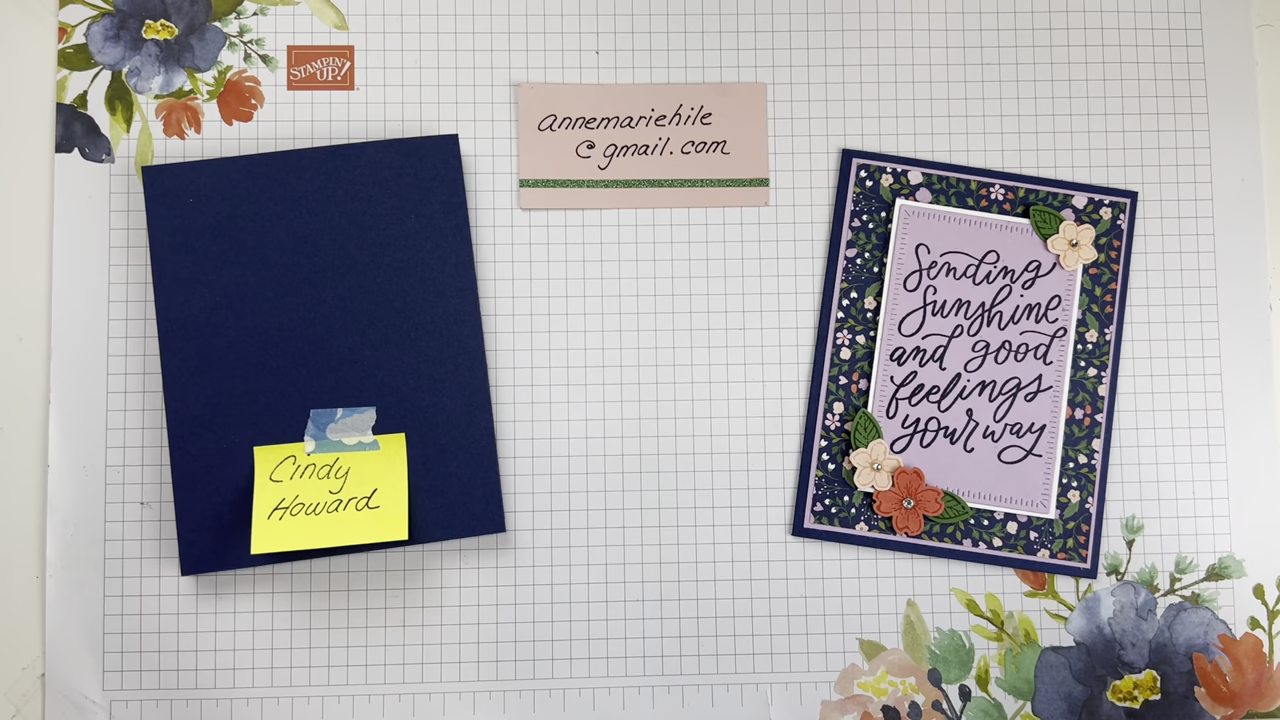 STAMPIN' UP!
annemariehile
@gmail.com
Cindy
Howard
Sending
Sunshine
and good
feelings
your way